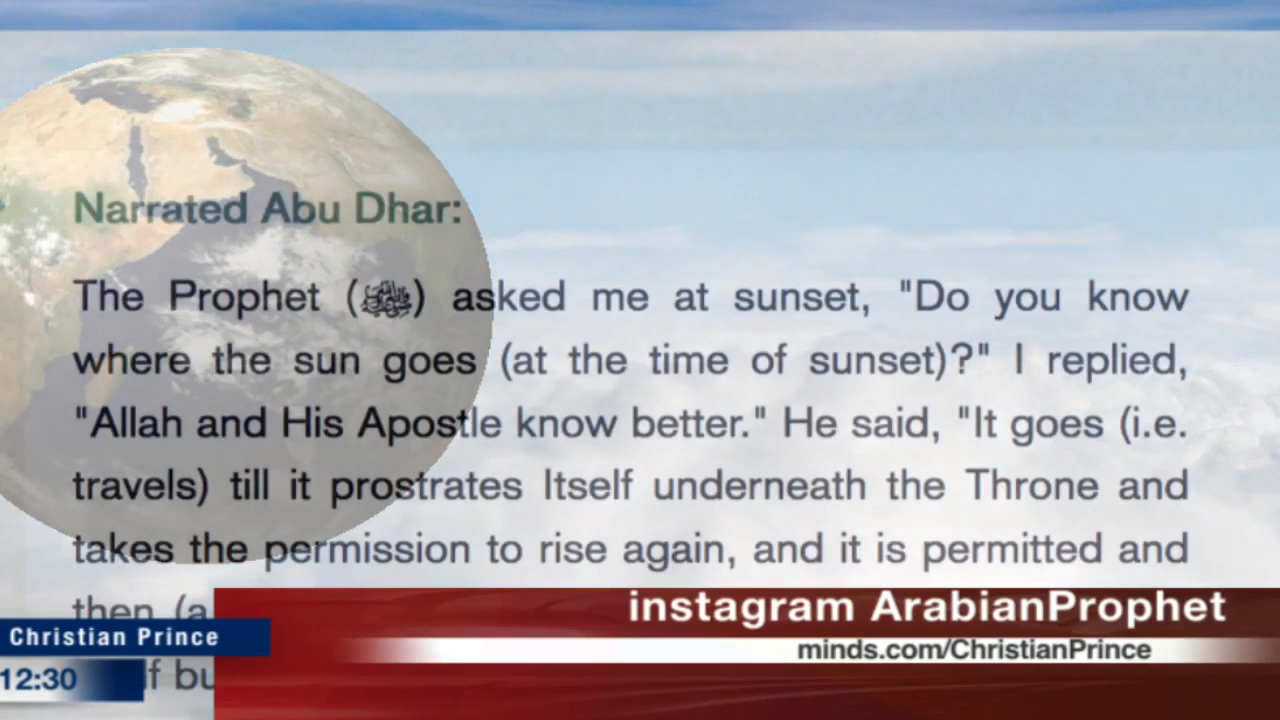 Narrated Abu Dhar:
The Prophet (ﷺ) asked me at sunset, "Do you know
where the sun goes (at the time of sunset)?" I replied,
"Allah and His Apostle know better." He said, "It goes (i.e.
travels) till it prostrates Itself underneath the Throne and
takes the permission to rise again, and it is permitted and
then (a
instagram ArabianProphet
Christian Prince
minds.com/ChristianPrince
12:30